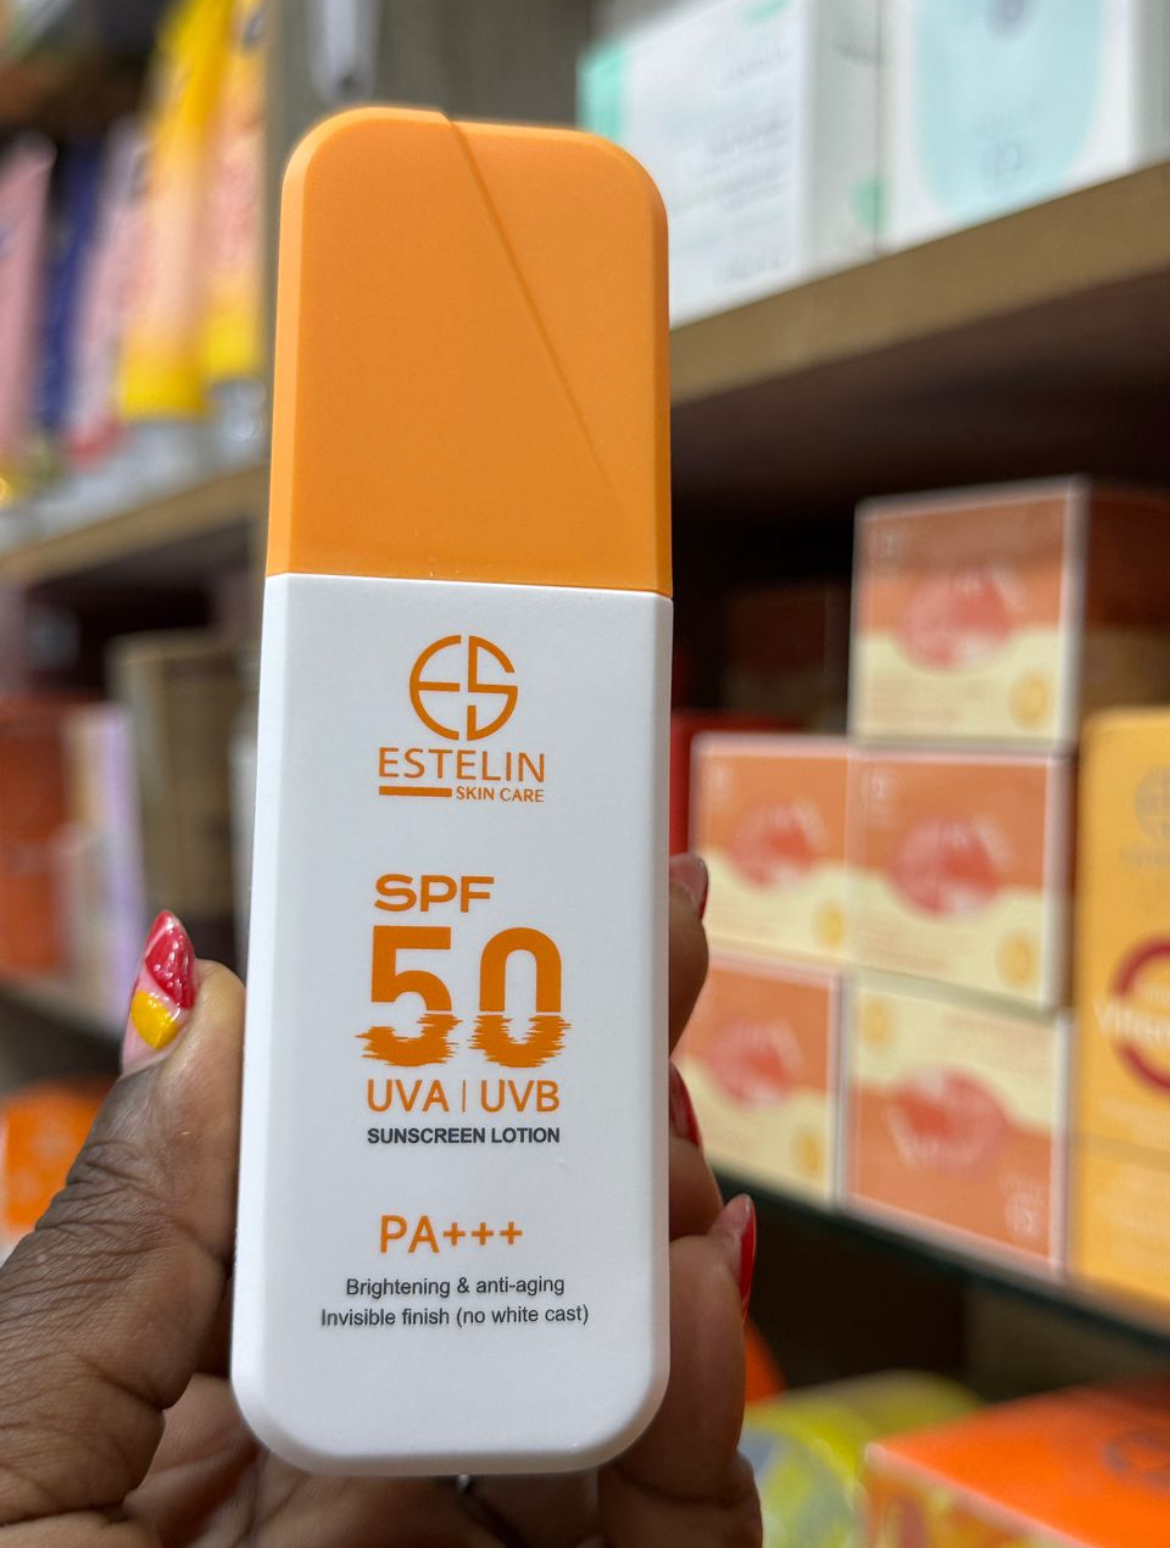 ES
ESTELIN
SKIN CARE
SPF
50
UVA | UVB
SUNSCREEN LOTION
PA+++
Brightening & anti-aging
Invisible finish (no white cast)